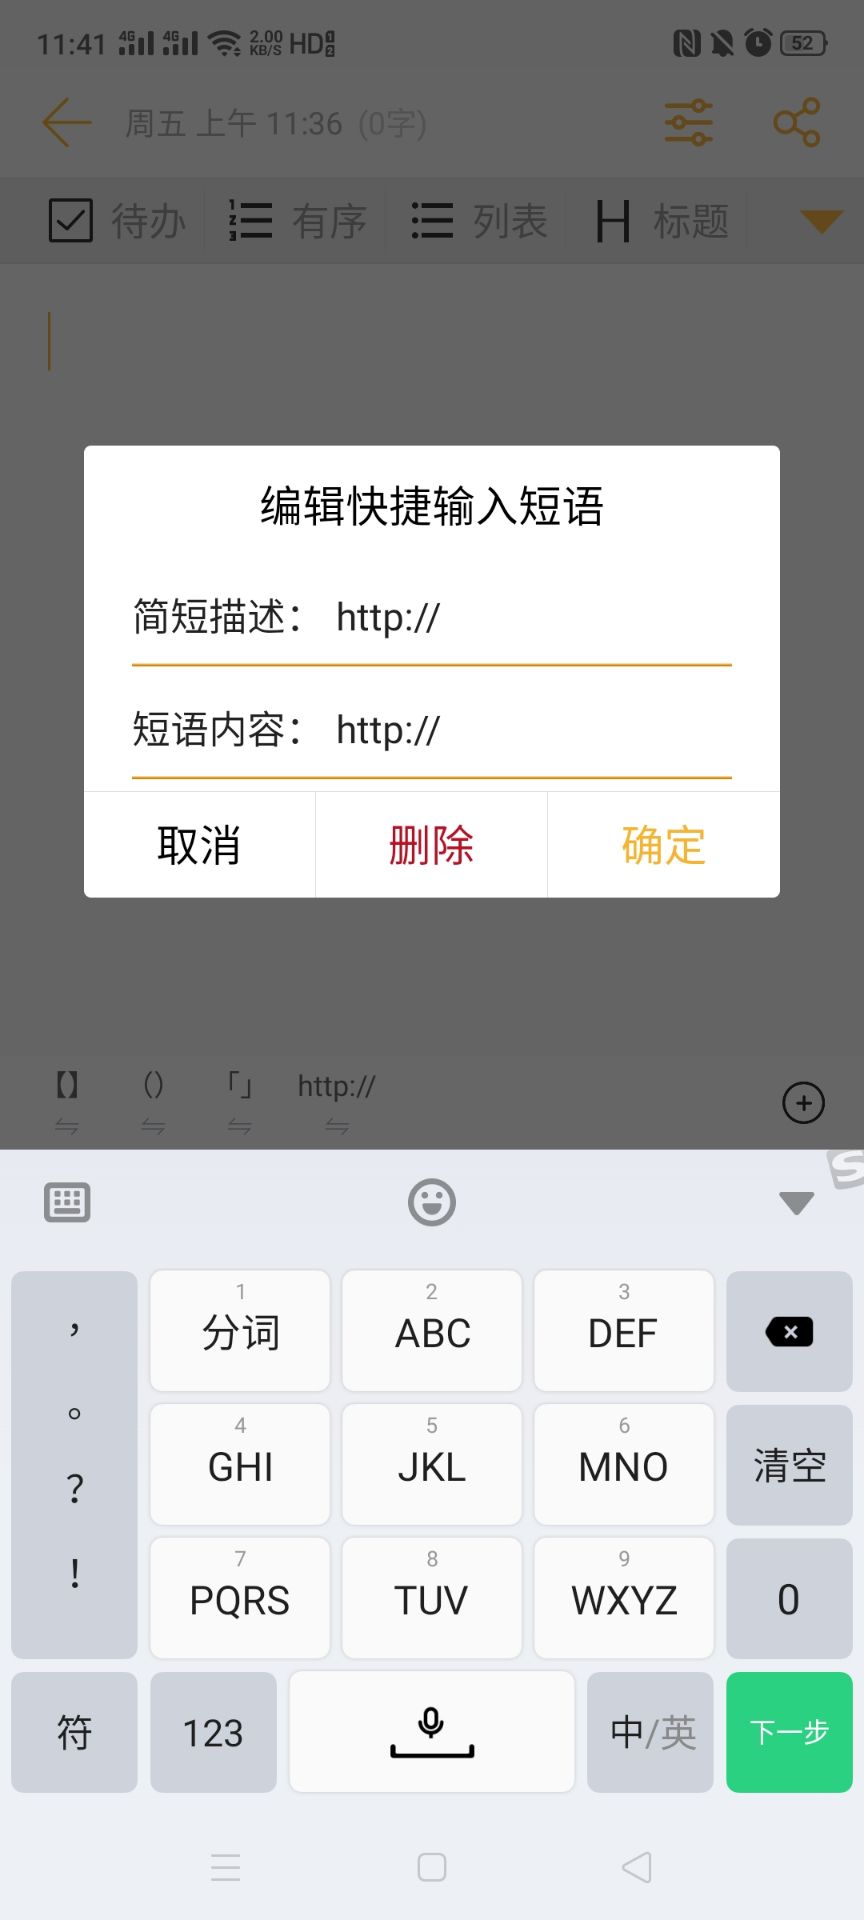 11:41 4G 4G 2.00 KB/S HD 1 2 52
周五 上午 11:36 (0字)
待办 有序 列表 H 标题
编辑快捷输入短语
简短描述： http://
短语内容： http://
取消 删除 确定
【】 () 「」 http://
， 1 分词 2 ABC 3 DEF
。 4 GHI 5 JKL 6 MNO 清空
？ 7 PQRS 8 TUV 9 WXYZ 0
！
符 123 中/英 下一步